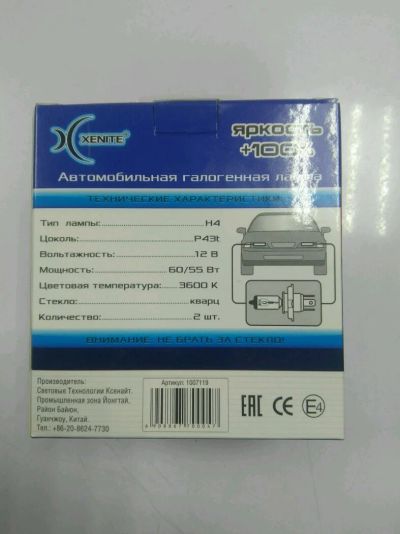 XENITE®
ЯРКОСТЬ
+100%
Автомобильная галогенная лампа
ТЕХНИЧЕСКИЕ ХАРАКТЕРИСТИКИ
Тип лампы: H4
Цоколь: P43t
Вольтажность: 12 В
Мощность: 60/55 Вт
Цветовая температура: 3600 К
Стекло: кварц
Количество: 2 шт.
ВНИМАНИЕ: НЕ БРАТЬ ЗА СТЕКЛО!
Производитель:
Световые Технологии Ксенайт.
Промышленная зона Йонгтай,
Район Байюн,
Гуанчжоу, Китай.
Тел.: +86-20-8624-7730
Артикул: 1007119
EAC CE E4